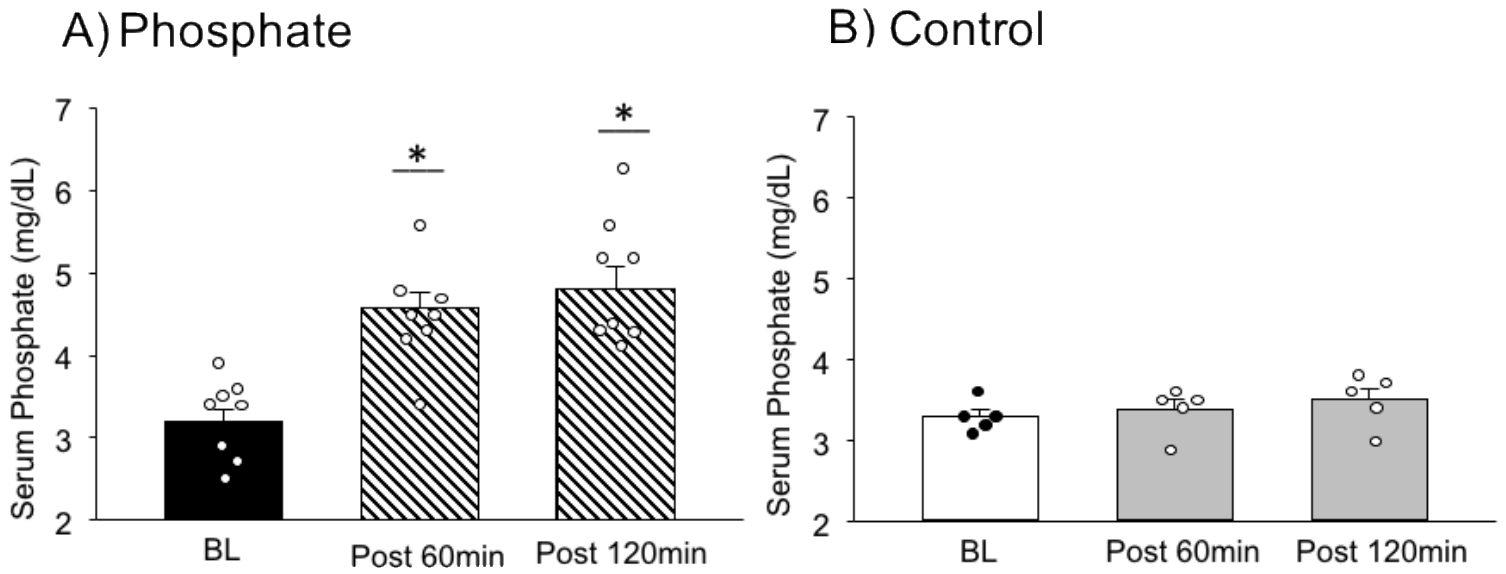 A) Phosphate
Serum Phosphate (mg/dL)
7
6
5
4
3
2
*
*
BL
Post 60min
Post 120min
B) Control
Serum Phosphate (mg/dL)
7
6
5
4
3
2
BL
Post 60min
Post 120min